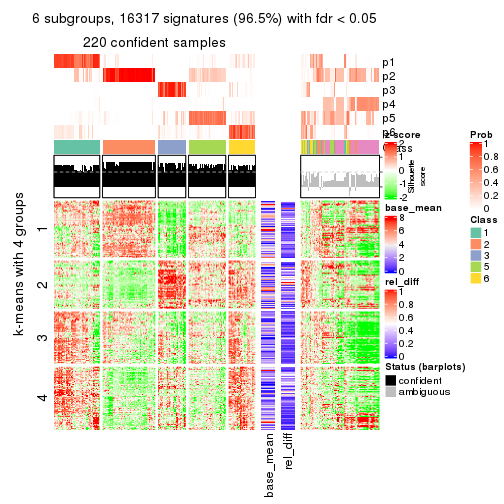 6 subgroups, 16317 signatures (96.5%) with fdr < 0.05
220 confident samples
p1
p2
p3
p4
p5
p6
Class
Silhouette
score
z-score
2
1
0
-1
-2
Prob
1
0.8
0.6
0.4
0.2
0
Class
1
2
3
5
6
base_mean
8
6
4
2
0
rel_diff
1
0.8
0.6
0.4
0.2
0
Status (barplots)
confident
ambiguous
k-means with 4 groups
1
2
3
4
base_mean
rel_diff